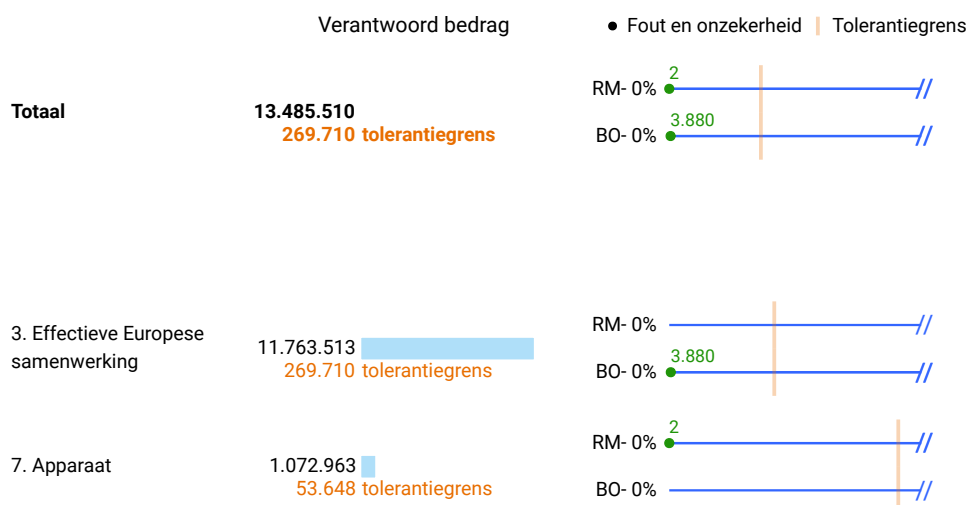 Verantwoord bedrag
Fout en onzekerheid
Tolerantiegrens
Totaal
13.485.510
269.710 tolerantiegrens
2
RM- 0%
3.880
BO- 0%
3. Effectieve Europese
samenwerking
11.763.513
269.710 tolerantiegrens
RM- 0%
3.880
BO- 0%
7. Apparaat
1.072.963
53.648 tolerantiegrens
2
RM- 0%
BO- 0%